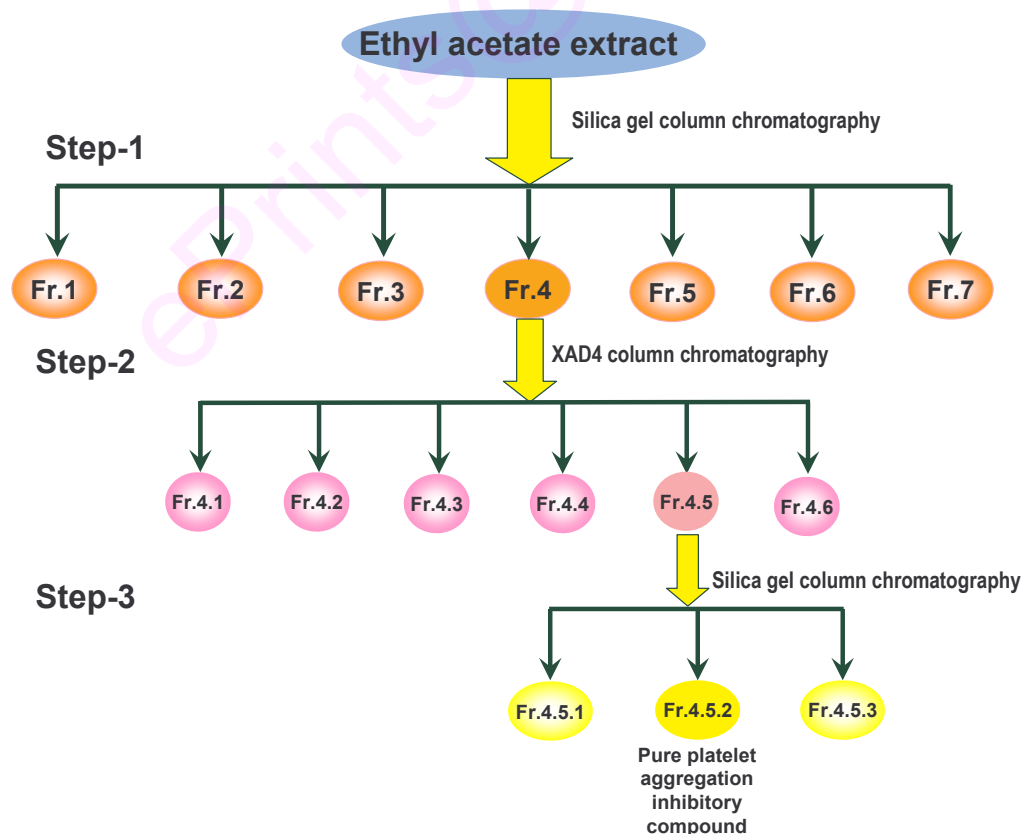 Ethyl acetate extract
Silica gel column chromatography
Step-1
Fr.1
Fr.2
Fr.3
Fr.4
Fr.5
Fr.6
Fr.7
Step-2
XAD4 column chromatography
Fr.4.1
Fr.4.2
Fr.4.3
Fr.4.4
Fr.4.5
Fr.4.6
Step-3
Silica gel column chromatography
Fr.4.5.1
Fr.4.5.2
Fr.4.5.3
Pure platelet
aggregation
inhibitory
compound
ePrints@